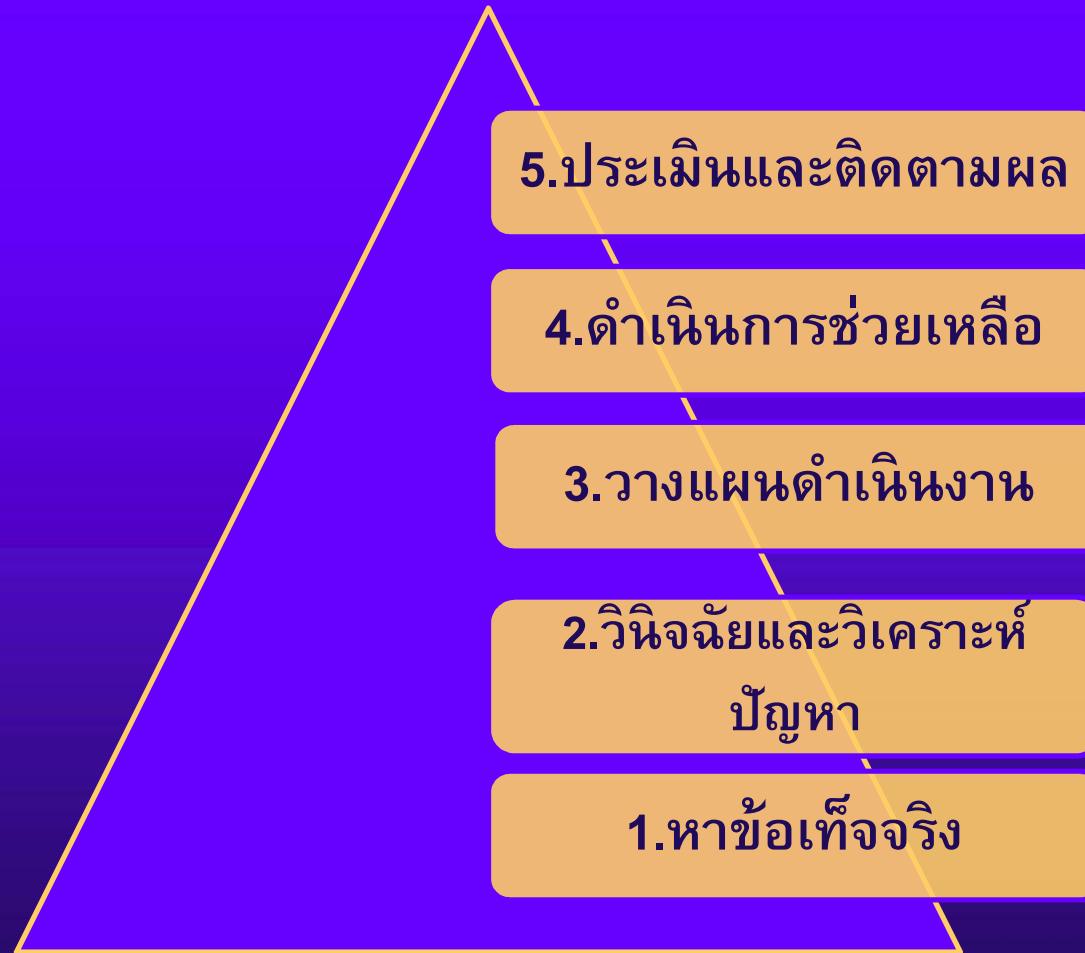 5.ประเมินและติดตามผล
4.ดำเนินการช่วยเหลือ
3.วางแผนดำเนินงาน
2.วินิจฉัยและวิเคราะห์
ปัญหา
1.หาข้อเท็จจริง